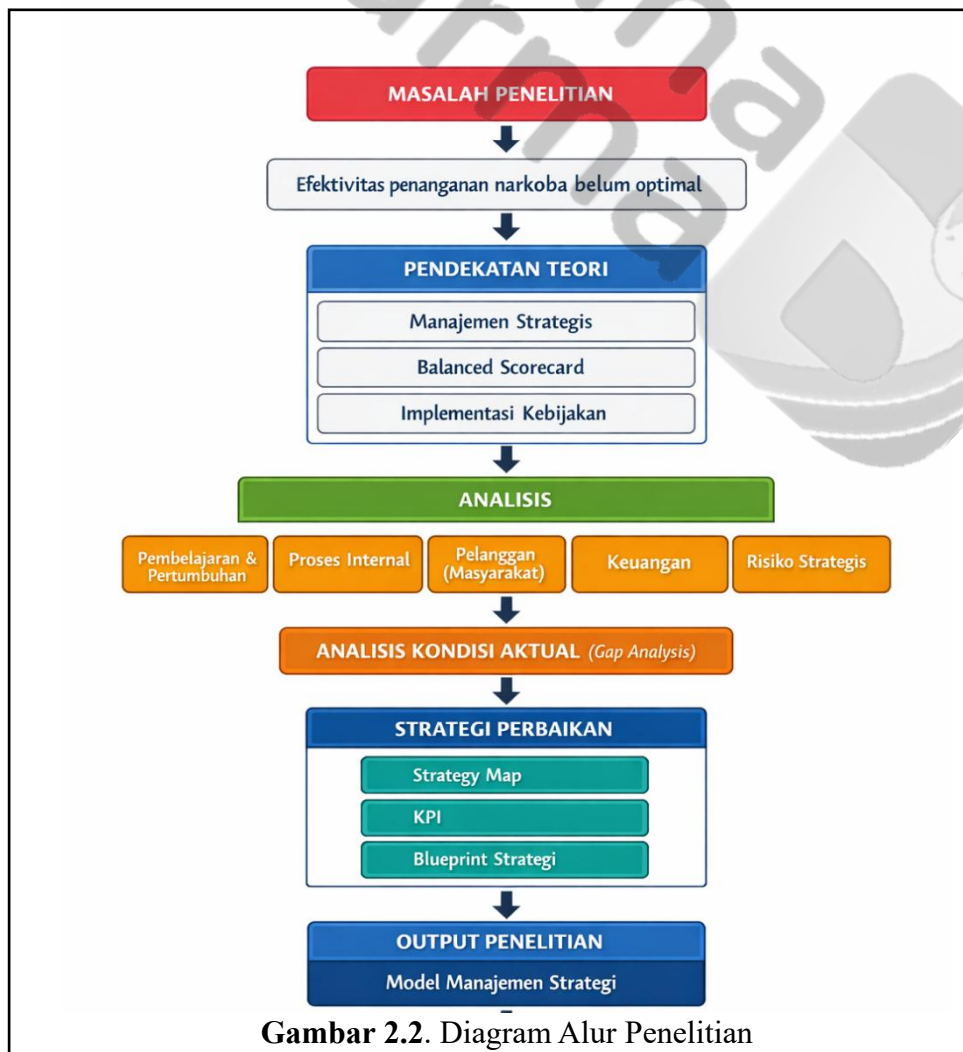 MASALAH PENELITIAN
Efektivitas penanganan narkoba belum optimal
PENDEKATAN TEORI
Manajemen Strategis
Balanced Scorecard
Implementasi Kebijakan
ANALISIS
Pembelajaran &
Pertumbuhan
Proses Internal
Pelanggan
(Masyarakat)
Keuangan
Risiko Strategis
ANALISIS KONDISI AKTUAL (Gap Analysis)
STRATEGI PERBAIKAN
Strategy Map
KPI
Blueprint Strategi
OUTPUT PENELITIAN
Model Manajemen Strategi
Gambar 2.2. Diagram Alur Penelitian